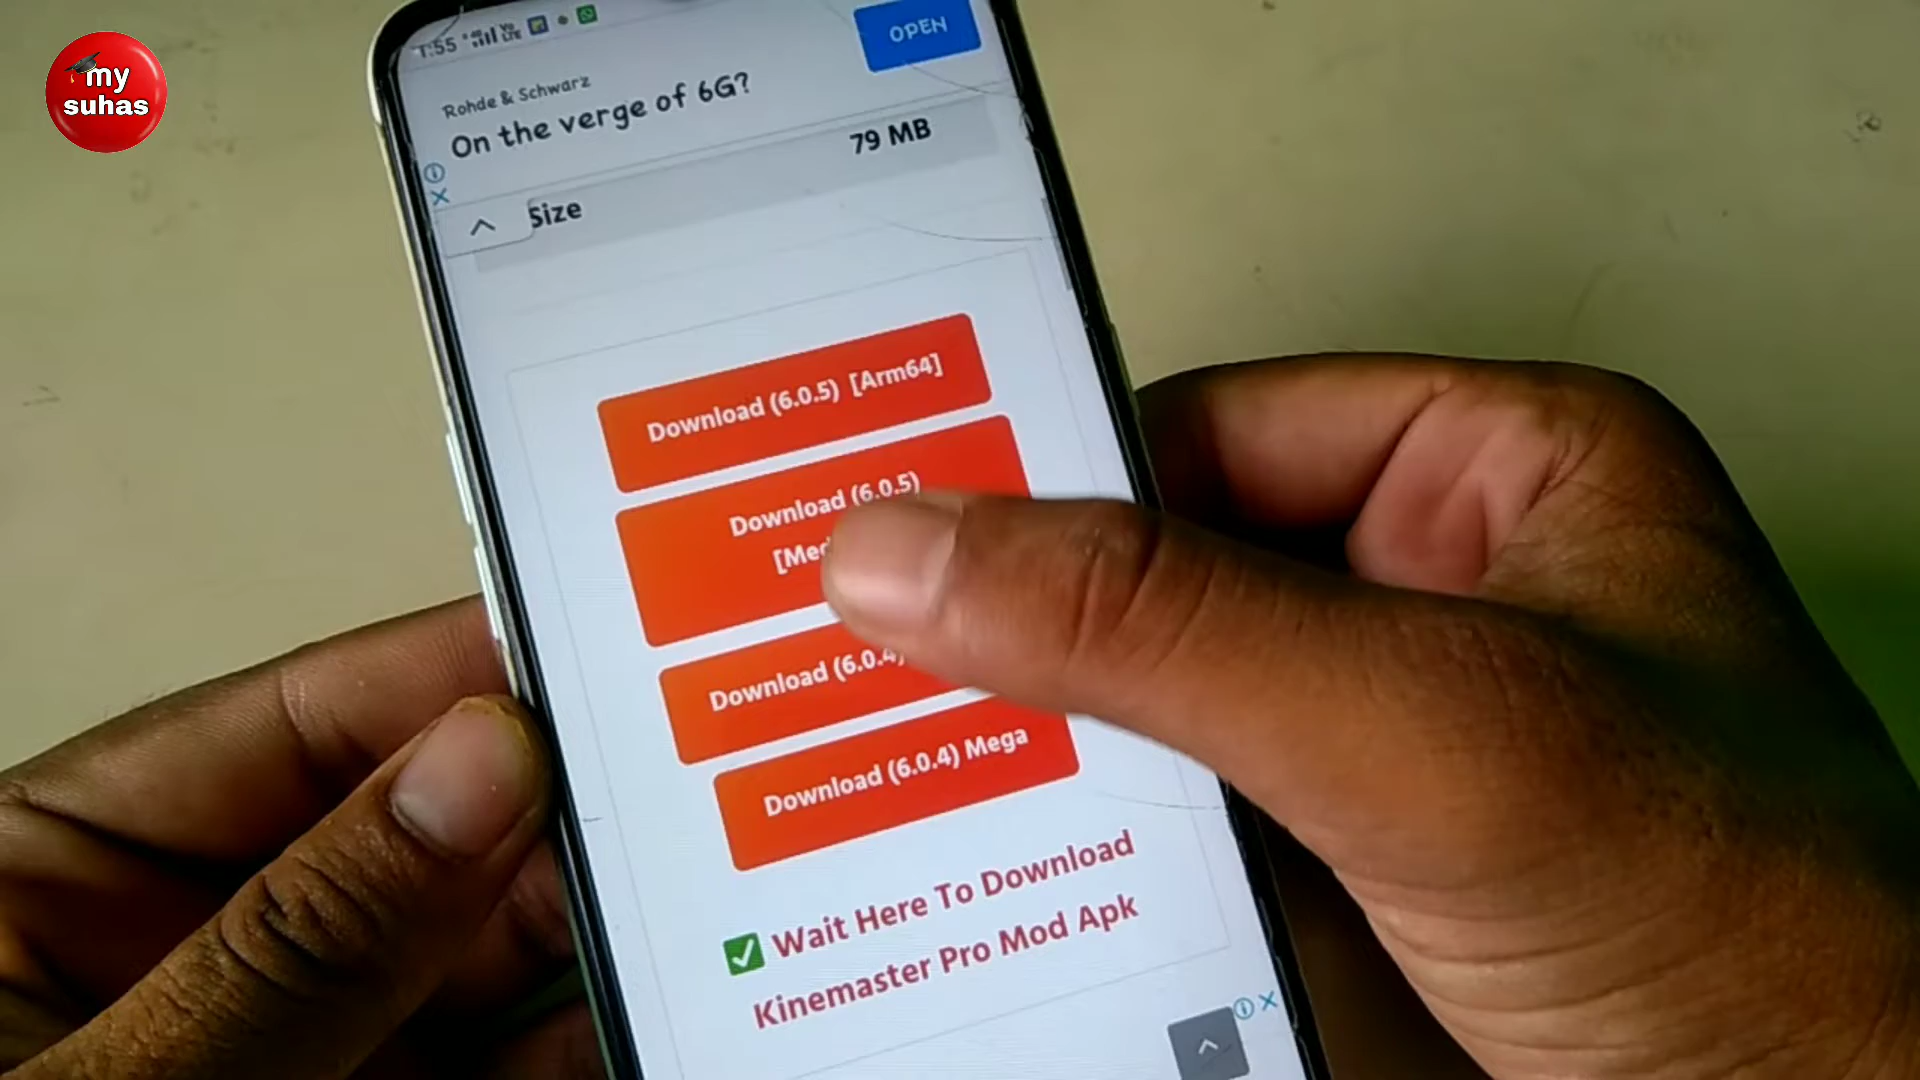 my
suhas
1:55
OPEN
Rohde & Schwarz
On the verge of 6G?
79 MB
Size
Download (6.0.5) [Arm64]
Download (6.0.5)
Download (6.0.4)
Download (6.0.4) Mega
✅ Wait Here To Download
Kinemaster Pro Mod Apk